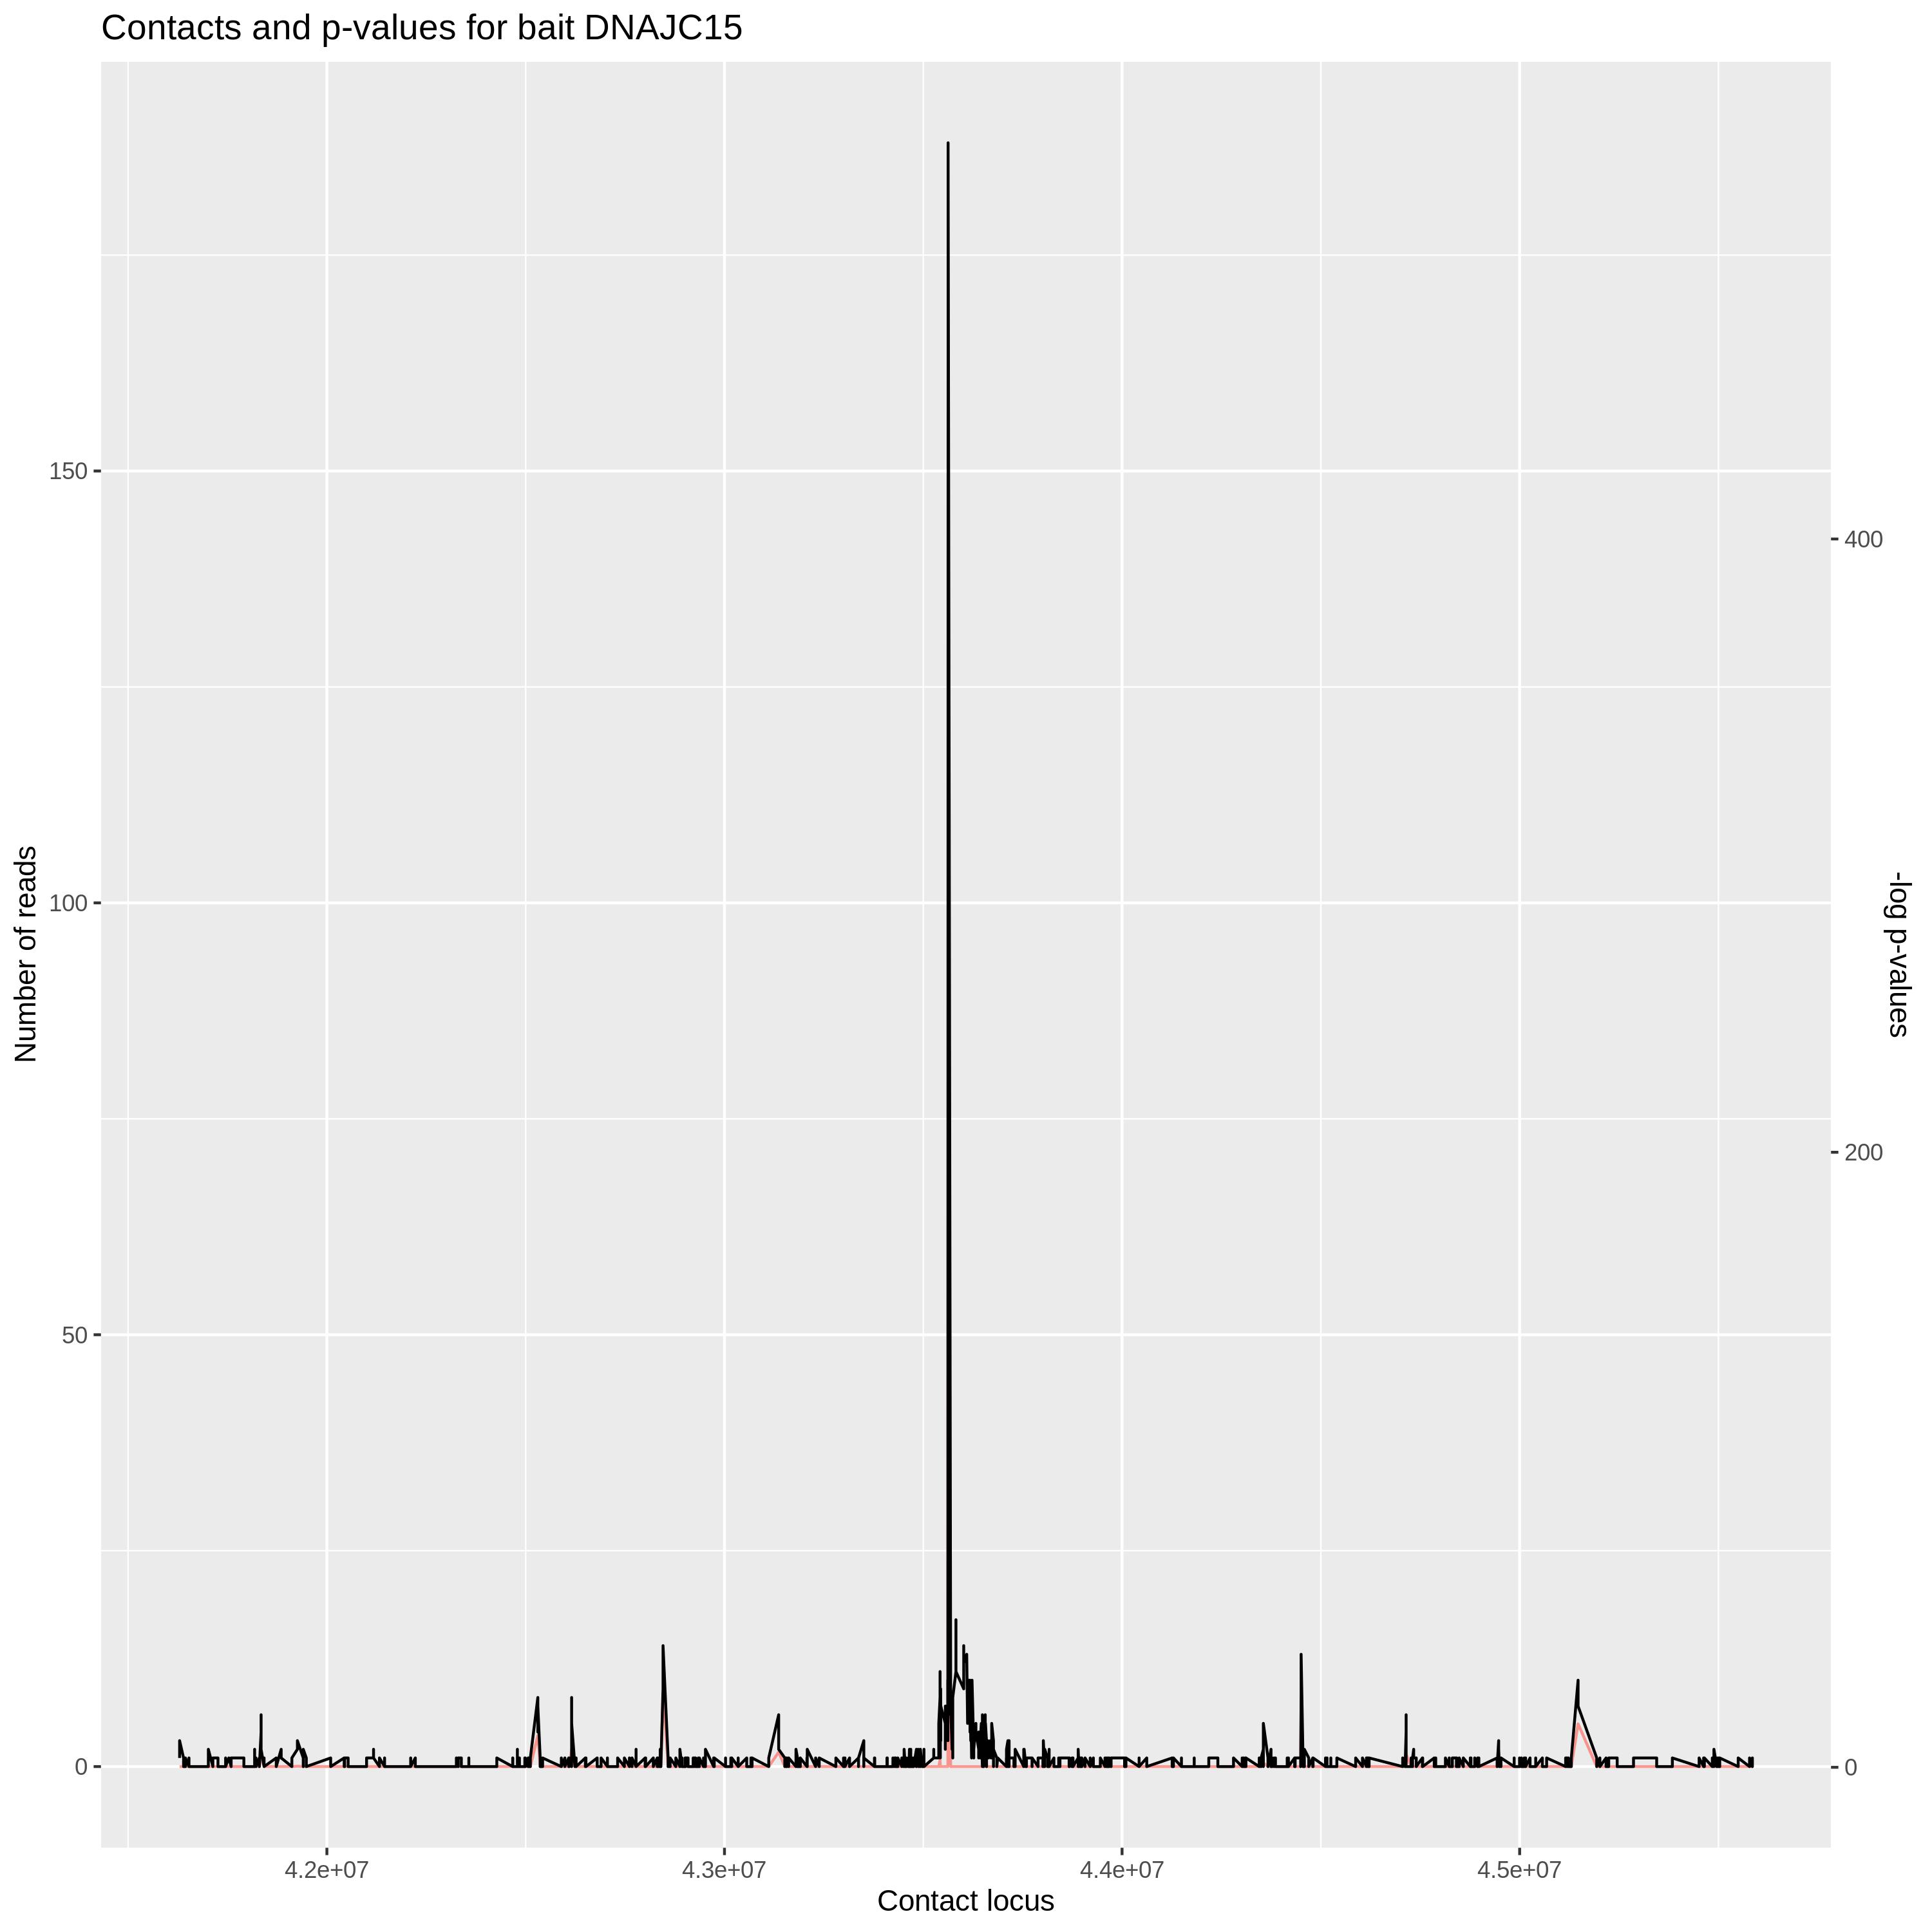 Contacts and p-values for bait DNAJC15
Number of reads
150
100
50
0
400
200
0
-log p-values
4.2e+07
4.3e+07
4.4e+07
4.5e+07
Contact locus